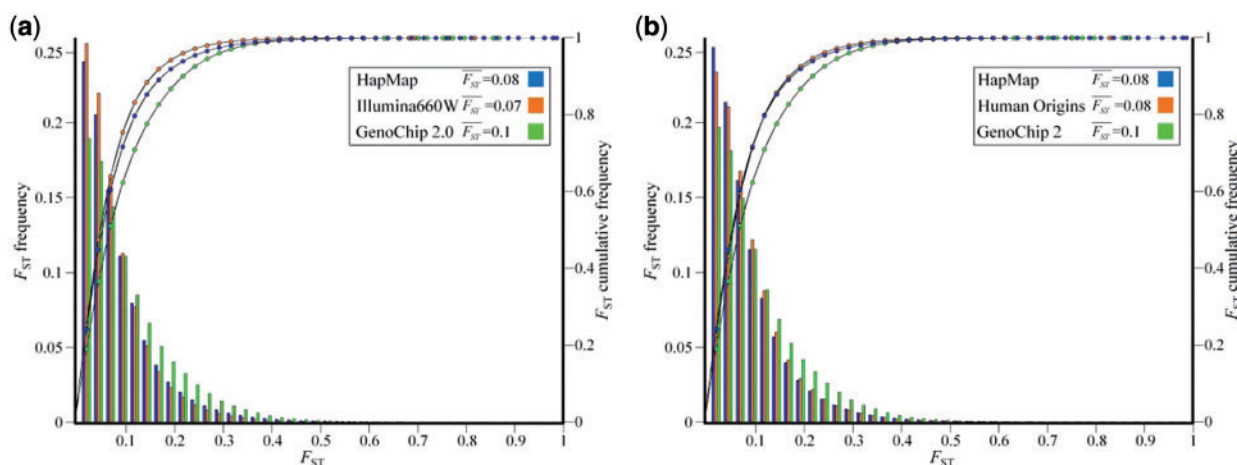 (a)
0.25
0.2
0.15
0.1
0.05
0
F_ST frequency
HapMap F_ST=0.08
Illumina660W F_ST=0.07
GenoChip 2.0 F_ST=0.1
1
0.8
0.6
0.4
0.2
0
F_ST cumulative frequency
0.1 0.2 0.3 0.4 0.5 0.6 0.7 0.8 0.9 1
F_ST
(b)
0.25
0.2
0.15
0.1
0.05
0
F_ST frequency
HapMap F_ST=0.08
Human Origins F_ST=0.08
GenoChip 2 F_ST=0.1
1
0.8
0.6
0.4
0.2
0
F_ST cumulative frequency
0.1 0.2 0.3 0.4 0.5 0.6 0.7 0.8 0.9 1
F_ST